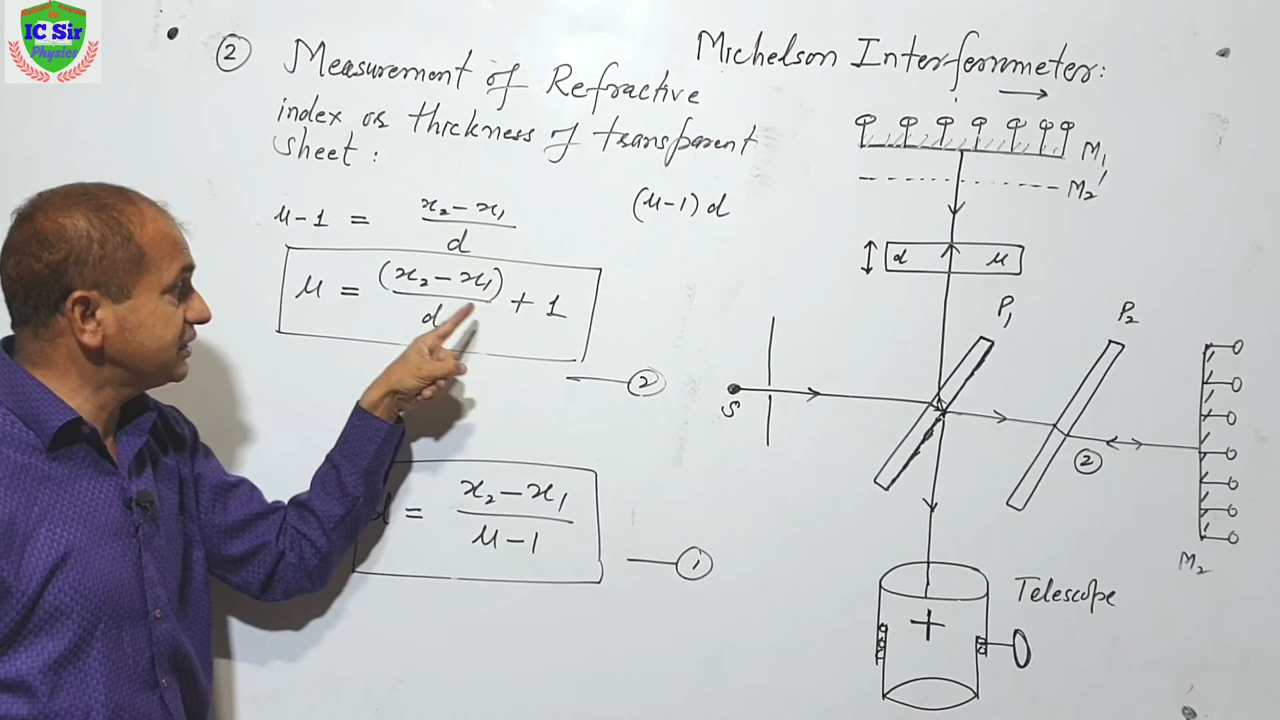 IC Sir
Physics
② Measurement of Refractive
index or thickness of transparent
sheet :
μ-1 = x₂-x₁/d
(μ-1)d
μ = (x₂-x₁)/d + 1
②
d = x₂-x₁/μ-1
①
Michelson Interferometer:
M₁
M₂'
d μ
P₁
P₂
S
②
M₂
Telescope